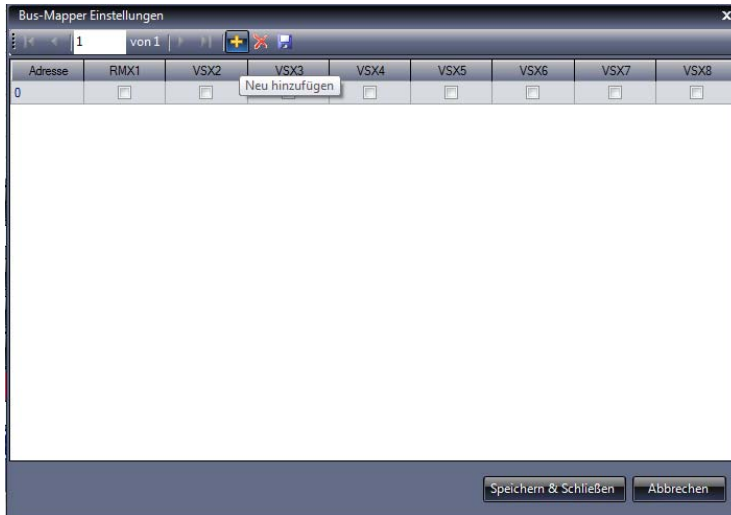 Bus-Mapper Einstellungen
1 von 1
Adresse RMX1 VSX2 VSX3 VSX4 VSX5 VSX6 VSX7 VSX8
0
Neu hinzufügen
Speichern & Schließen Abbrechen